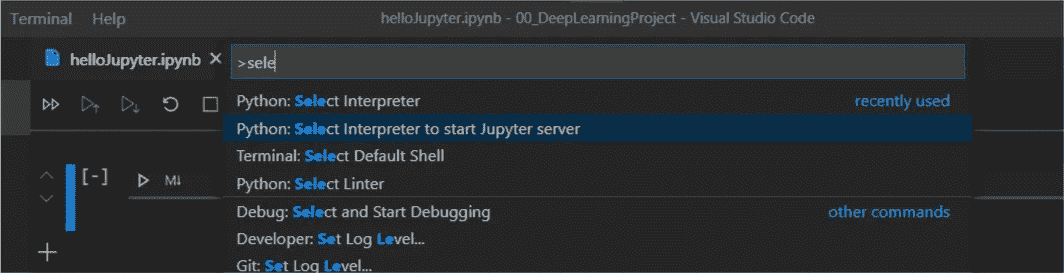 Terminal Help helloJupyter.ipynb - 00_DeepLearningProject - Visual Studio Code
helloJupyter.ipynb
>sele
Python: Select Interpreter recently used
Python: Select Interpreter to start Jupyter server
Terminal: Select Default Shell
[-] M↓
Python: Select Linter
Debug: Select and Start Debugging other commands
Developer: Set Log Level...
Git: Set Log Level...